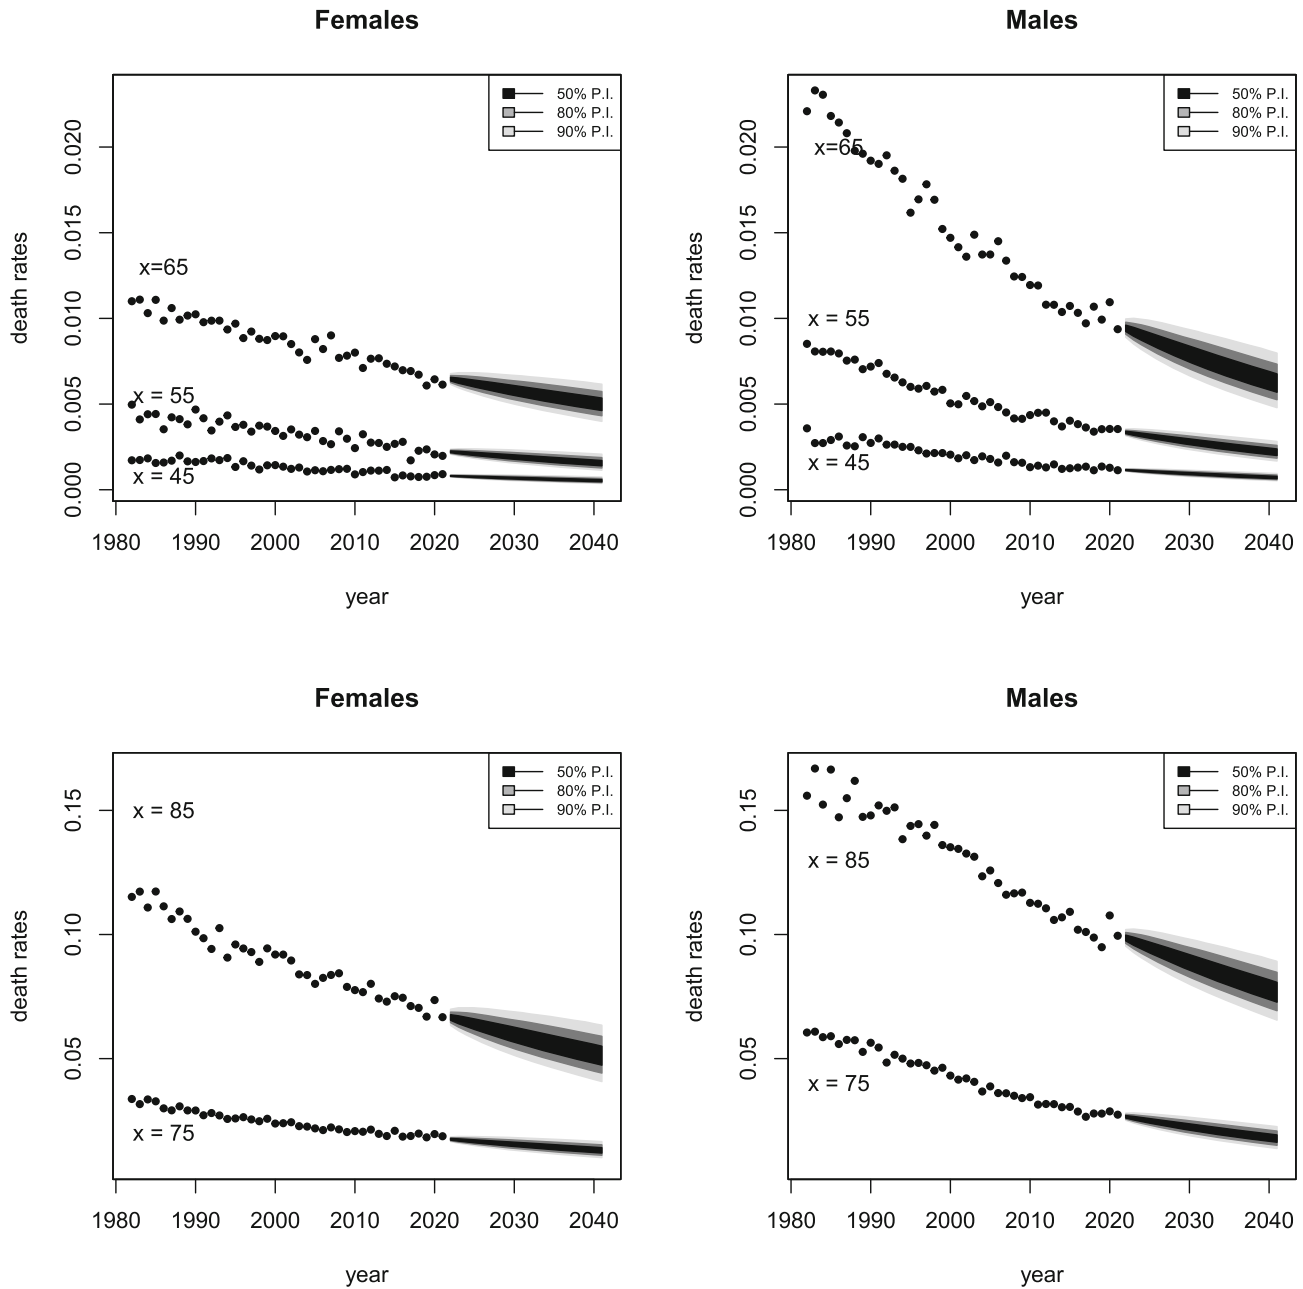 Females
50% P.I.
80% P.I.
90% P.I.
0.020
0.015
0.010
0.005
0.000
death rates
x=65
x = 55
x = 45
1980 1990 2000 2010 2020 2030 2040
year
Males
50% P.I.
80% P.I.
90% P.I.
0.020
0.015
0.010
0.005
0.000
death rates
x=65
x = 55
x = 45
1980 1990 2000 2010 2020 2030 2040
year
Females
50% P.I.
80% P.I.
90% P.I.
0.15
0.10
0.05
death rates
x = 85
x = 75
1980 1990 2000 2010 2020 2030 2040
year
Males
50% P.I.
80% P.I.
90% P.I.
0.15
0.10
0.05
death rates
x = 85
x = 75
1980 1990 2000 2010 2020 2030 2040
year